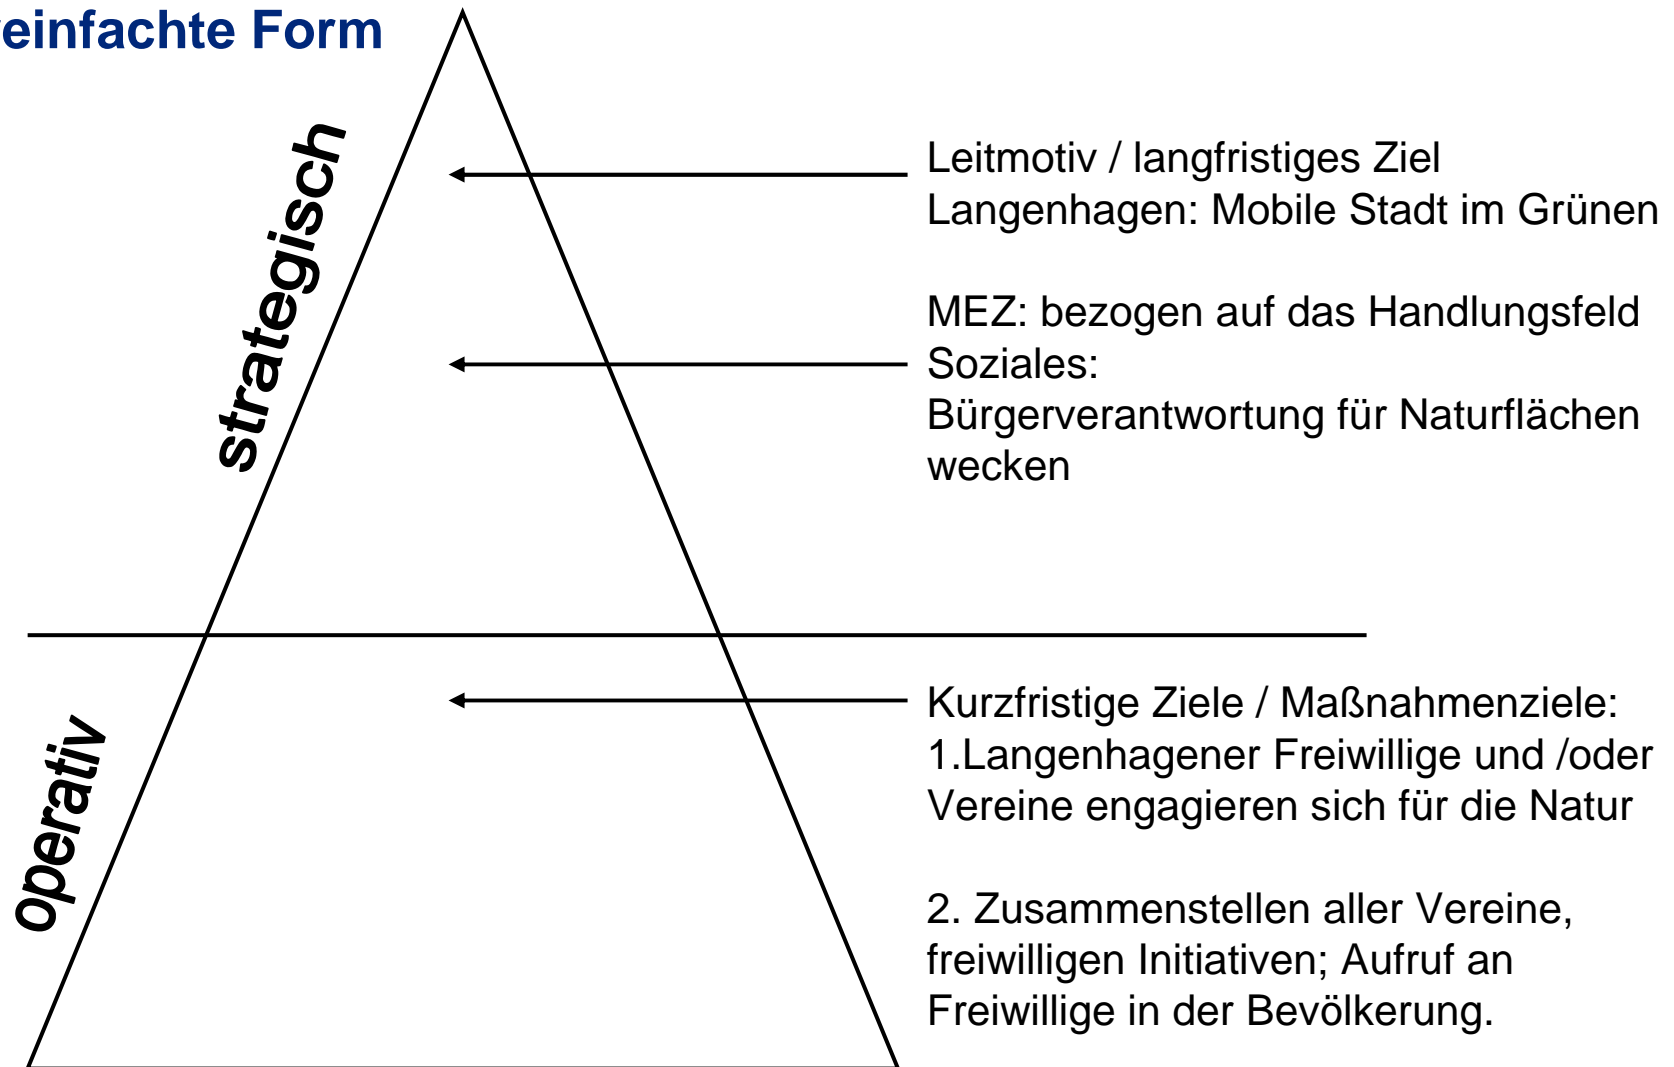 einfachte Form
strategisch
Leitmotiv / langfristiges Ziel
Langenhagen: Mobile Stadt im Grünen
MEZ: bezogen auf das Handlungsfeld
Soziales:
Bürgerverantwortung für Naturflächen
wecken
operativ
Kurzfristige Ziele / Maßnahmenziele:
1.Langenhagener Freiwillige und /oder
Vereine engagieren sich für die Natur
2. Zusammenstellen aller Vereine,
freiwilligen Initiativen; Aufruf an
Freiwillige in der Bevölkerung.